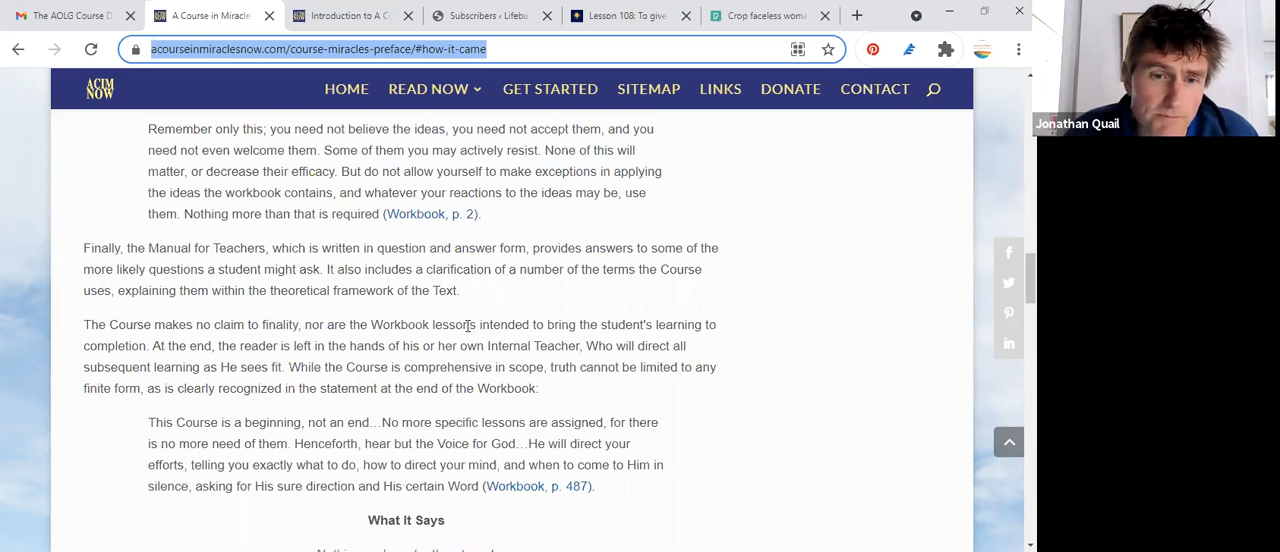 The AOLG Course D
A Course in Miracle
Introduction to A C
Subscribers ‹ Lifebu
Lesson 108: To give
Crop faceless woma
acourseinmiraclesnow.com/course-miracles-preface/#how-it-came
ACIM NOW
HOME
READ NOW
GET STARTED
SITEMAP
LINKS
DONATE
CONTACT
Jonathan Quail
Remember only this; you need not believe the ideas, you need not accept them, and you
need not even welcome them. Some of them you may actively resist. None of this will
matter, or decrease their efficacy. But do not allow yourself to make exceptions in applying
the ideas the workbook contains, and whatever your reactions to the ideas may be, use
them. Nothing more than that is required (Workbook, p. 2).
Finally, the Manual for Teachers, which is written in question and answer form, provides answers to some of the
more likely questions a student might ask. It also includes a clarification of a number of the terms the Course
uses, explaining them within the theoretical framework of the Text.
The Course makes no claim to finality, nor are the Workbook lessons intended to bring the student's learning to
completion. At the end, the reader is left in the hands of his or her own Internal Teacher, Who will direct all
subsequent learning as He sees fit. While the Course is comprehensive in scope, truth cannot be limited to any
finite form, as is clearly recognized in the statement at the end of the Workbook:
This Course is a beginning, not an end…No more specific lessons are assigned, for there
is no more need of them. Henceforth, hear but the Voice for God…He will direct your
efforts, telling you exactly what to do, how to direct your mind, and when to come to Him in
silence, asking for His sure direction and His certain Word (Workbook, p. 487).
What It Says